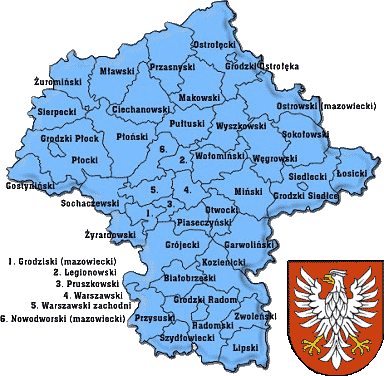 Ostrołęcki
Grodzki Ostrołęka
Przasnyski
Mławski
Żuromiński
Makowski
Ciechanowski
Ostrowski (mazowiecki)
Sierpecki
Pułtuski
Wyszkowski
Sokołowski
Grodzki Płock
Płoński
6.
2.
Wołomiński
Węgrowski
Płocki
Siedlecki
Łosicki
Gostyniński
5.
4.
Miński
Grodzki Siedlce
Sochaczewski
3.
1.
Otwocki
Piaseczyński
Żyrardowski
Grójecki
Garwoliński
Kozienicki
1. Grodziski (mazowiecki)
2. Legionowski
3. Pruszkowski
4. Warszawski
5. Warszawski zachodni
6. Nowodworski (mazowiecki)
Białobrzeski
Grodzki Radom
Zwoleński
Przysuski
Radomski
Szydłowiecki
Lipski